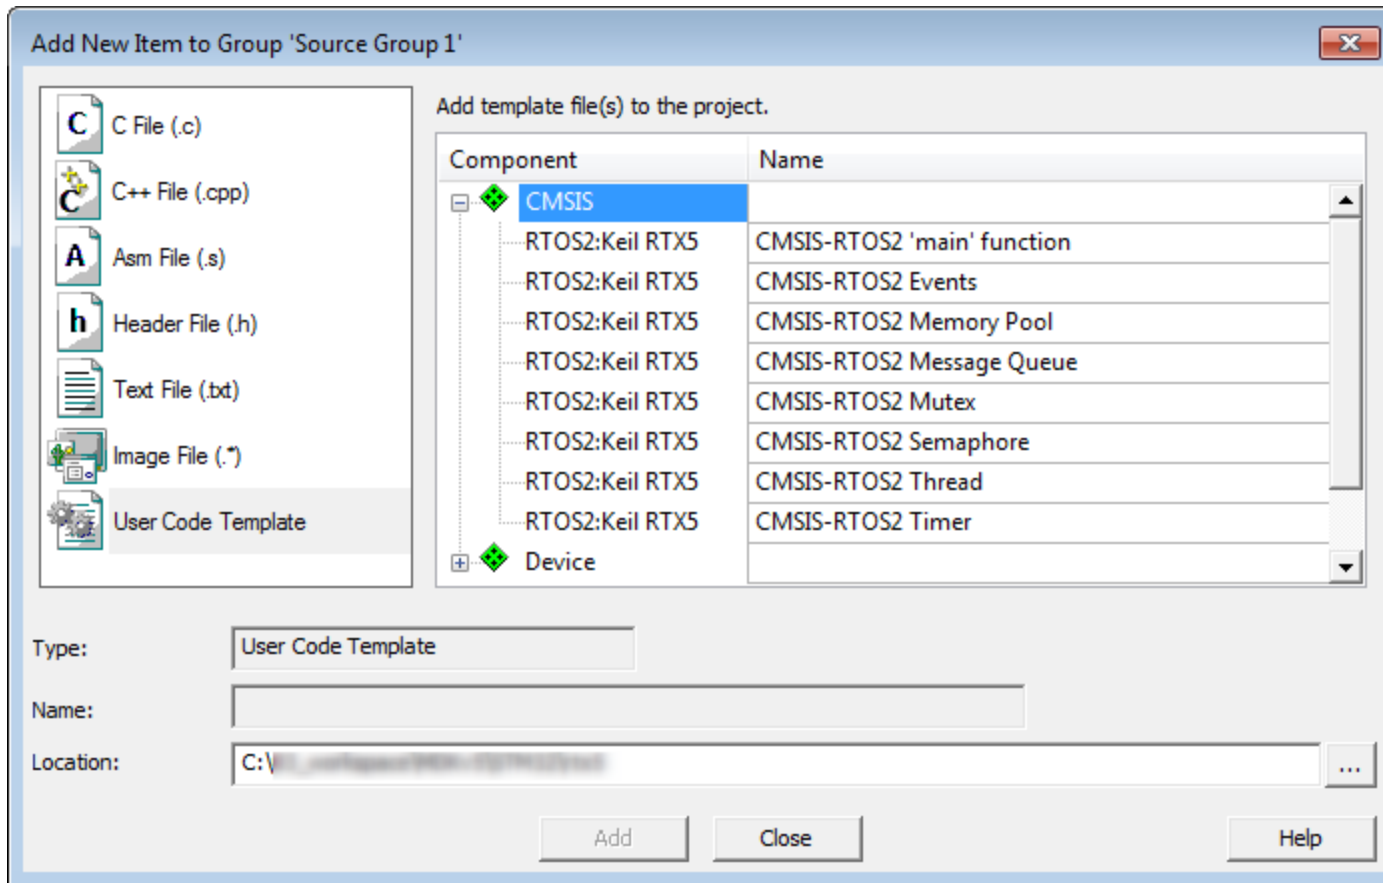 Add New Item to Group 'Source Group 1'
C File (.c)
C++ File (.cpp)
Asm File (.s)
Header File (.h)
Text File (.txt)
Image File (.*)
User Code Template
Add template file(s) to the project.
Component Name
CMSIS
RTOS2:Keil RTX5 CMSIS-RTOS2 'main' function
RTOS2:Keil RTX5 CMSIS-RTOS2 Events
RTOS2:Keil RTX5 CMSIS-RTOS2 Memory Pool
RTOS2:Keil RTX5 CMSIS-RTOS2 Message Queue
RTOS2:Keil RTX5 CMSIS-RTOS2 Mutex
RTOS2:Keil RTX5 CMSIS-RTOS2 Semaphore
RTOS2:Keil RTX5 CMSIS-RTOS2 Thread
RTOS2:Keil RTX5 CMSIS-RTOS2 Timer
Device
Type: User Code Template
Name:
Location: C:\ ...
Add Close Help